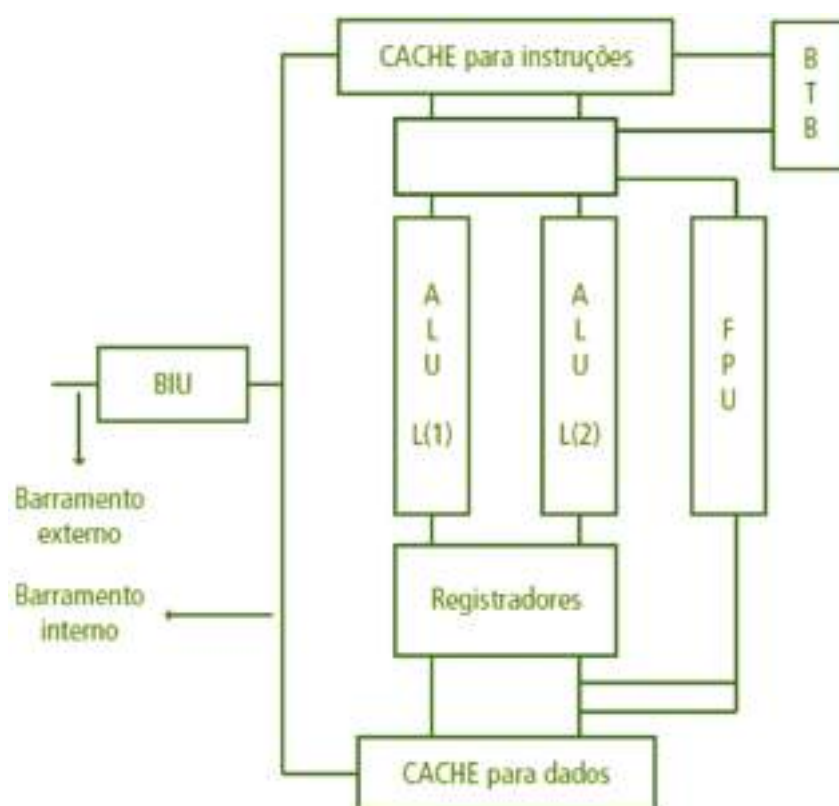 CACHE para instruções
B
T
B
A
L
U
L(1)
A
L
U
L(2)
F
P
U
BIU
Barramento
externo
Barramento
interno
Registradores
CACHE para dados